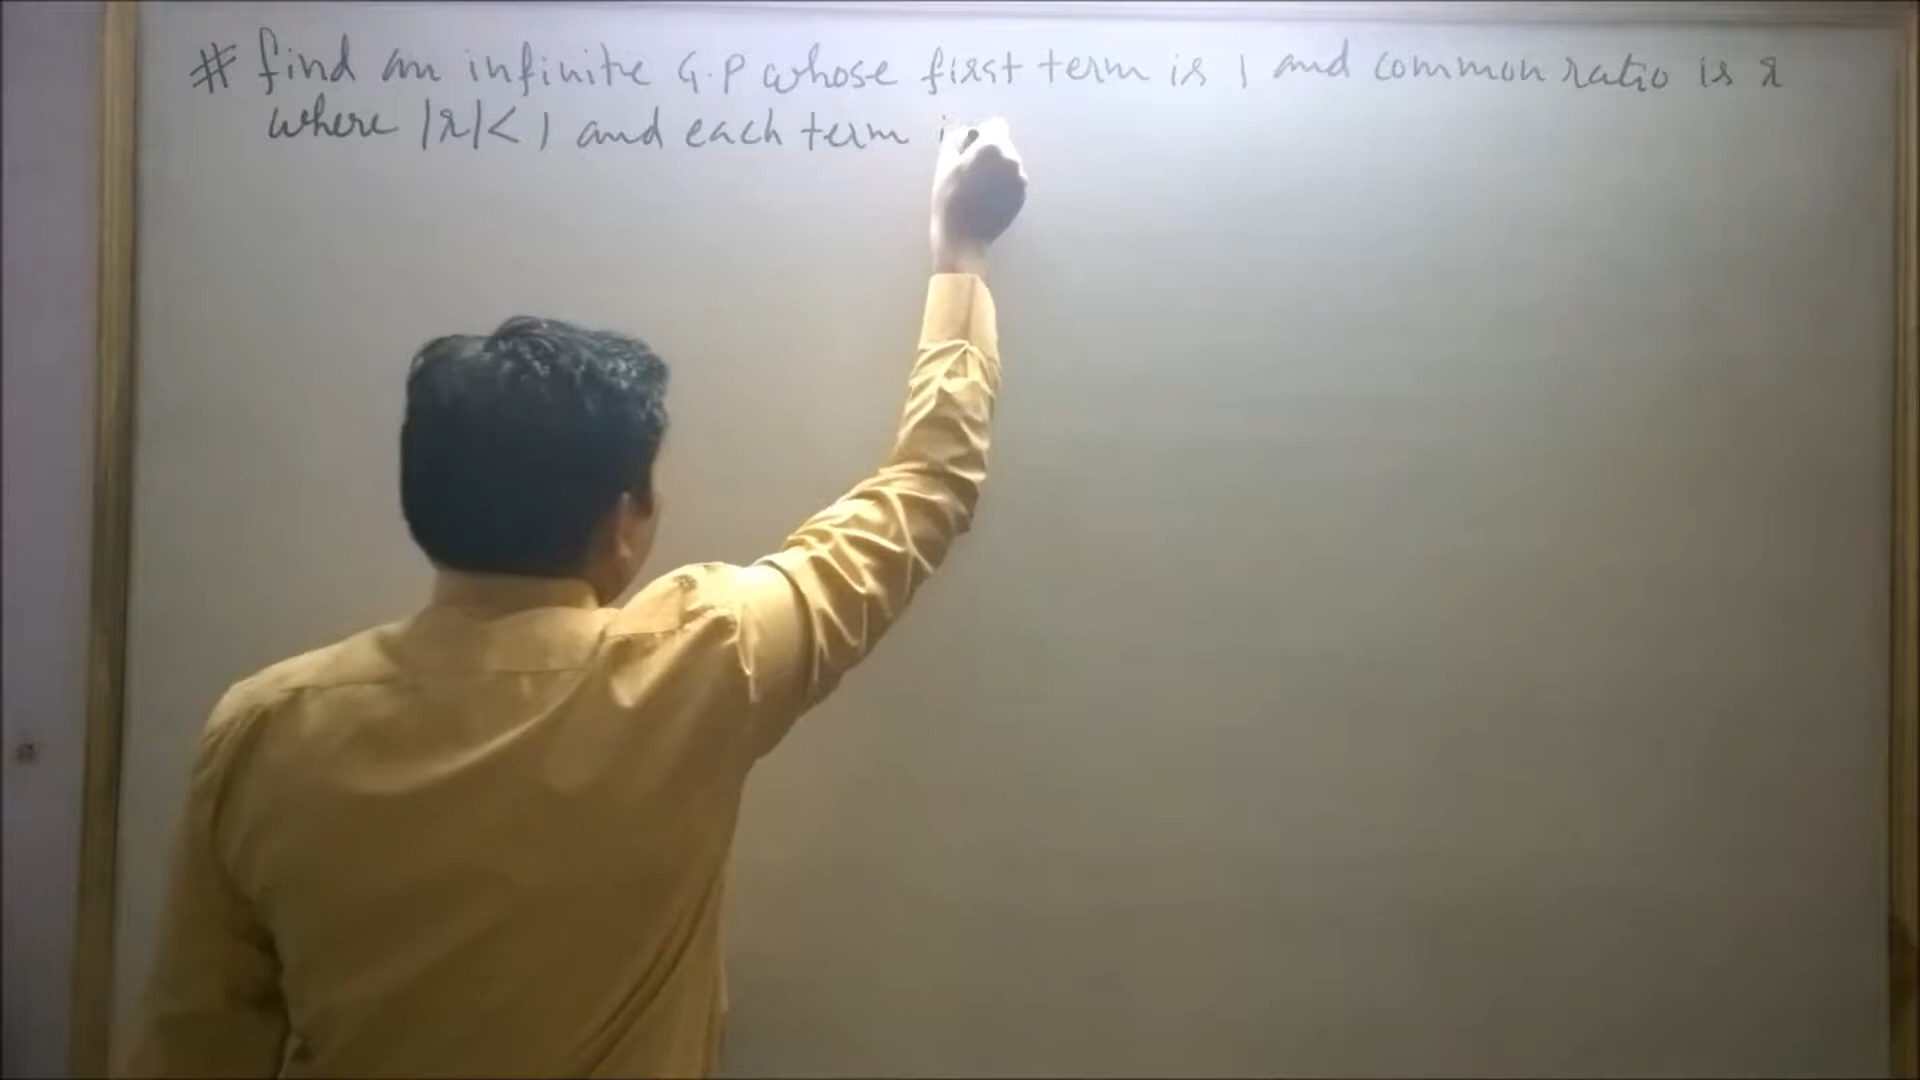 # find an infinite G.P whose first term is 1 and common ratio is r
where |r|< 1 and each term